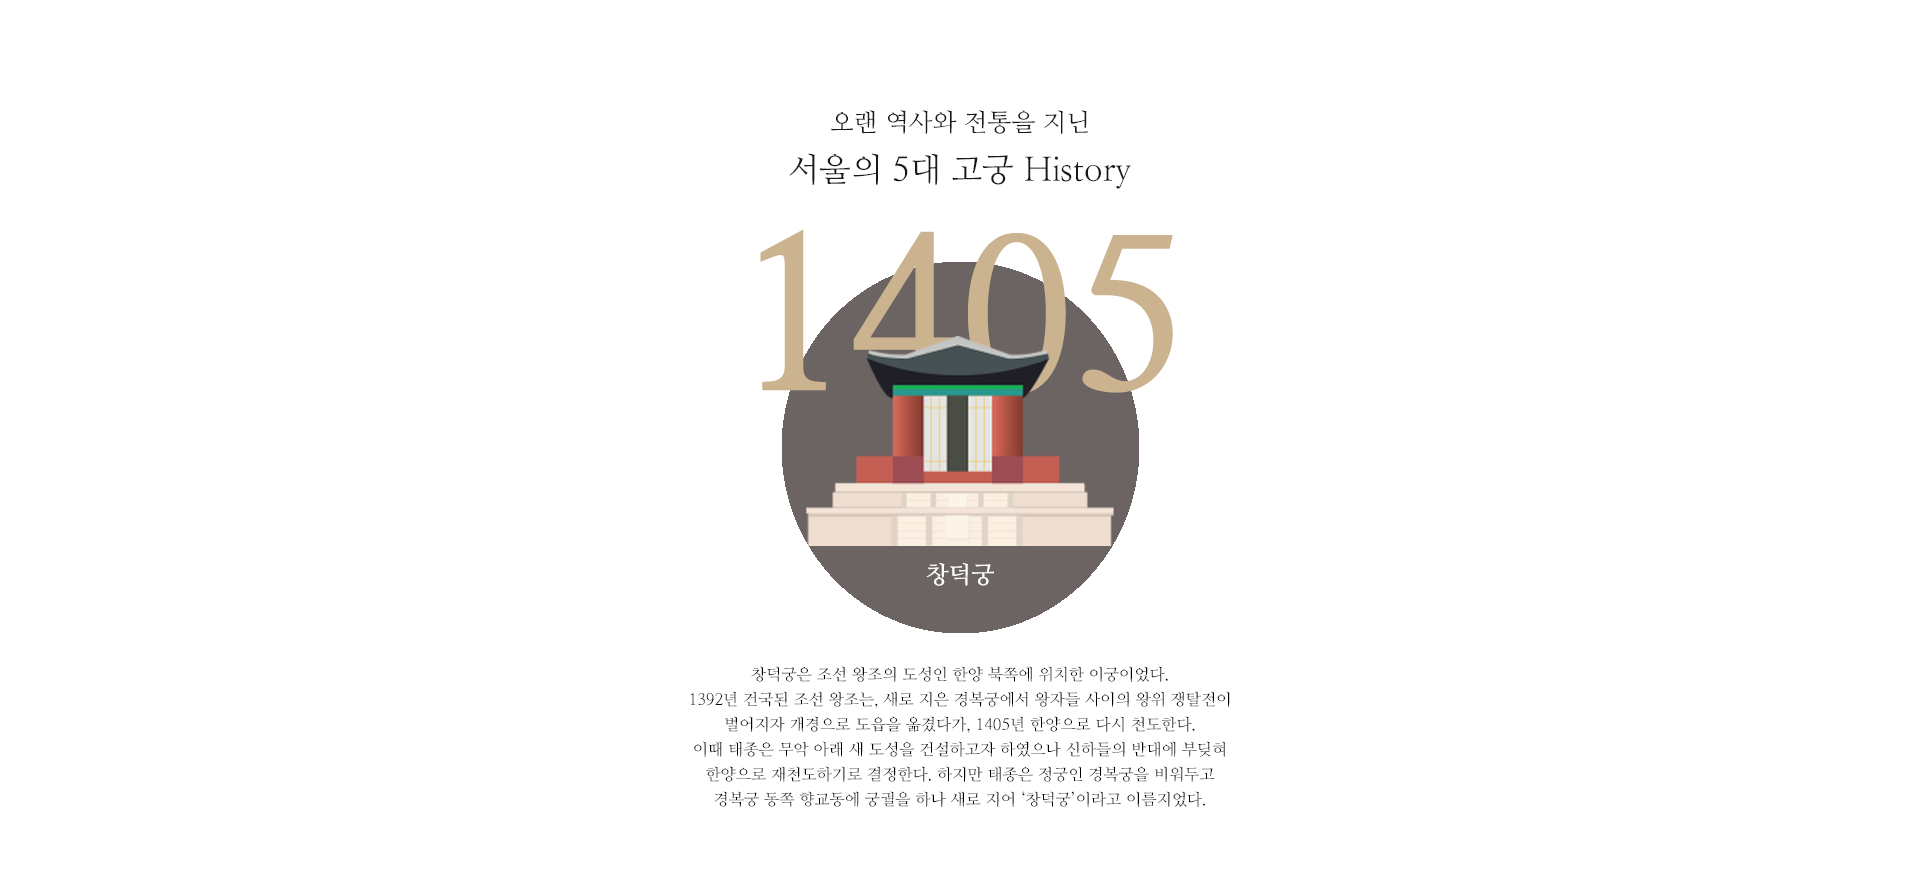 오랜 역사와 전통을 지닌
서울의 5대 고궁 History
1405
창덕궁
창덕궁은 조선 왕조의 도성인 한양 북쪽에 위치한 이궁이었다.
1392년 건국된 조선 왕조는, 새로 지은 경복궁에서 왕자들 사이의 왕위 쟁탈전이
벌어지자 개경으로 도읍을 옮겼다가, 1405년 한양으로 다시 천도한다.
이때 태종은 무악 아래 새 도성을 건설하고자 하였으나 신하들의 반대에 부딪혀
한양으로 재천도하기로 결정한다. 하지만 태종은 정궁인 경복궁을 비워두고
경복궁 동쪽 향교동에 궁궐을 하나 새로 지어 ‘창덕궁’이라고 이름지었다.